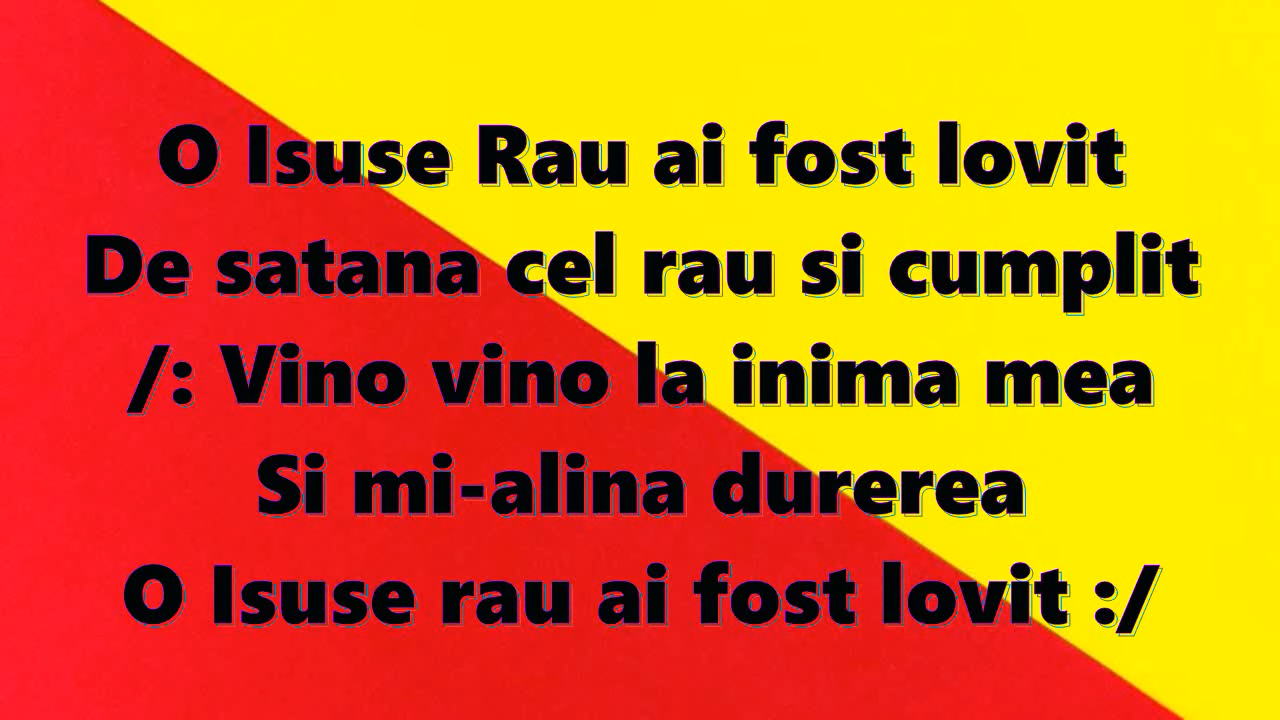 O Isuse Rau ai fost lovit
De satana cel rau si cumplit
/: Vino vino la inima mea
Si mi-alina durerea
O Isuse rau ai fost lovit :/